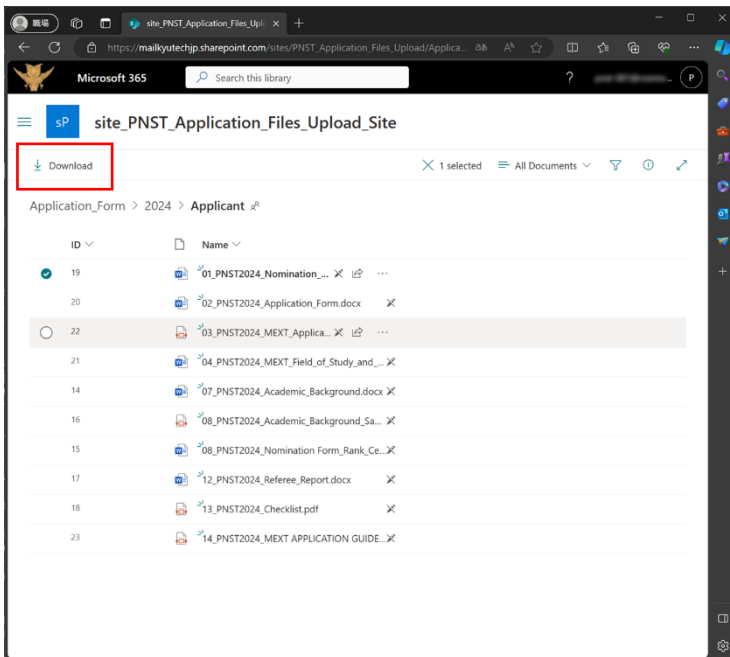 職場
site_PNST_Application_Files_Uplo
https://mailkyutechjp.sharepoint.com/sites/PNST_Application_Files_Upload/Applica...
Microsoft 365
Search this library
?
P
sP
site_PNST_Application_Files_Upload_Site
Download
1 selected
All Documents
Application_Form > 2024 > Applicant
ID
Name
19 01_PNST2024_Nomination_...
20 02_PNST2024_Application_Form.docx
22 03_PNST2024_MEXT_Applica...
21 04_PNST2024_MEXT_Field_of_Study_and_...
14 07_PNST2024_Academic_Background.docx
16 08_PNST2024_Academic_Background_Sa...
15 08_PNST2024_Nomination Form_Rank_Ce...
17 12_PNST2024_Referee_Report.docx
18 13_PNST2024_Checklist.pdf
23 14_PNST2024_MEXT APPLICATION GUIDE...